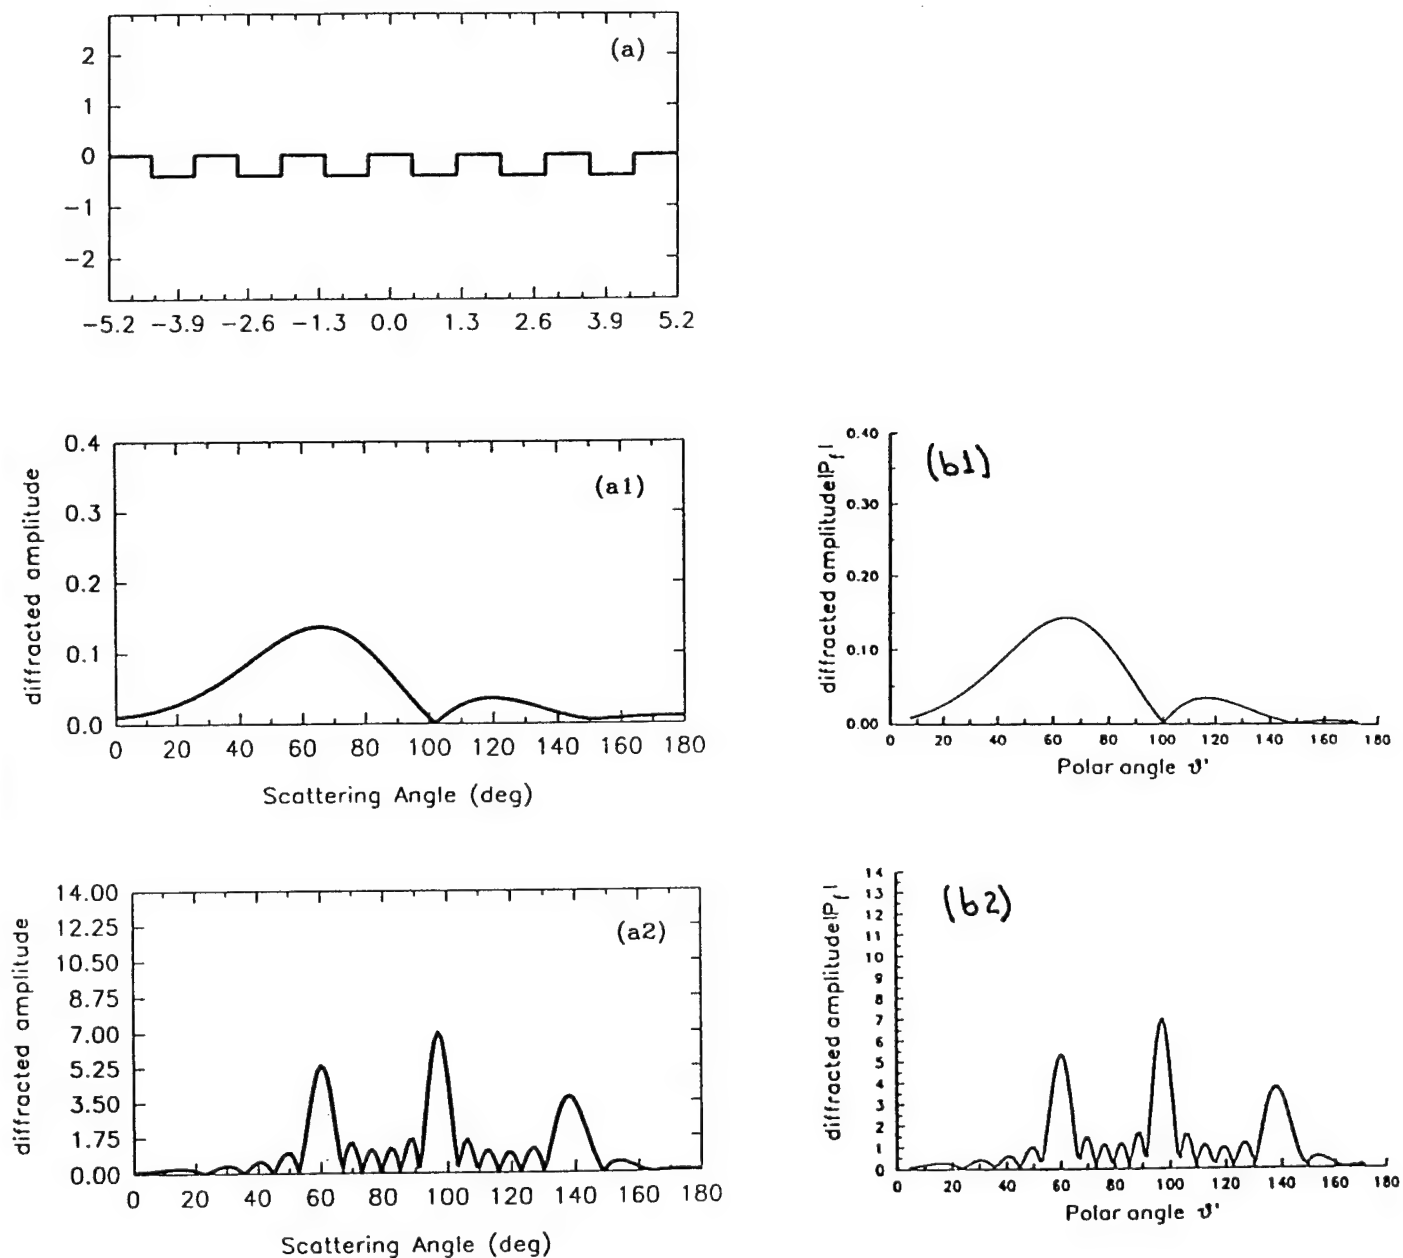 (a)
2
1
0
−1
−2
−5.2 −3.9 −2.6 −1.3 0.0 1.3 2.6 3.9 5.2
(a1)
diffracted amplitude
0.4
0.3
0.2
0.1
0.0
0 20 40 60 80 100 120 140 160 180
Scattering Angle (deg)
(b1)
diffracted amplitude|P_f|
0.40
0.30
0.20
0.10
0.00
0 20 40 60 80 100 120 140 160 180
Polar angle ϑ'
(a2)
diffracted amplitude
14.00
12.25
10.50
8.75
7.00
5.25
3.50
1.75
0.00
0 20 40 60 80 100 120 140 160 180
Scattering Angle (deg)
(b2)
diffracted amplitude|P_f|
14
13
12
11
10
9
8
7
6
5
4
3
2
1
0
0 20 40 60 80 100 120 140 160 180
Polar angle ϑ'